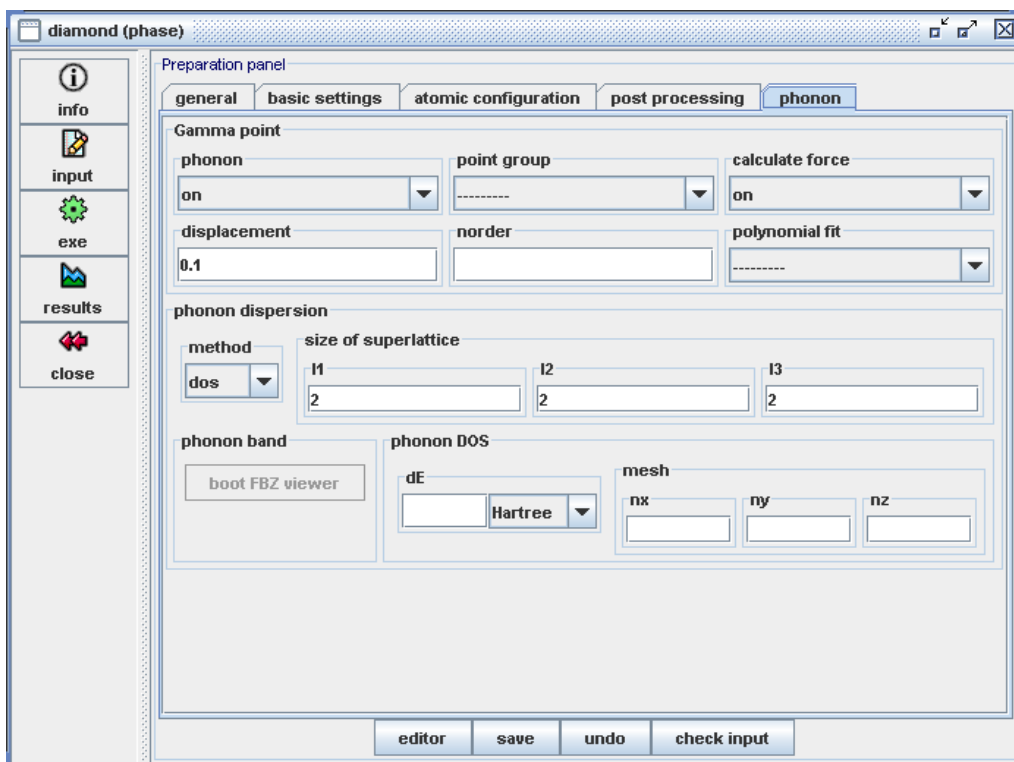 diamond (phase)
info
input
exe
results
close
Preparation panel
general basic settings atomic configuration post processing phonon
Gamma point
phonon point group calculate force
on --------- on
displacement norder polynomial fit
0.1 ---------
phonon dispersion
method size of superlattice
l1 l2 l3
dos 2 2 2
phonon band phonon DOS
boot FBZ viewer dE mesh
Hartree nx ny nz
editor save undo check input